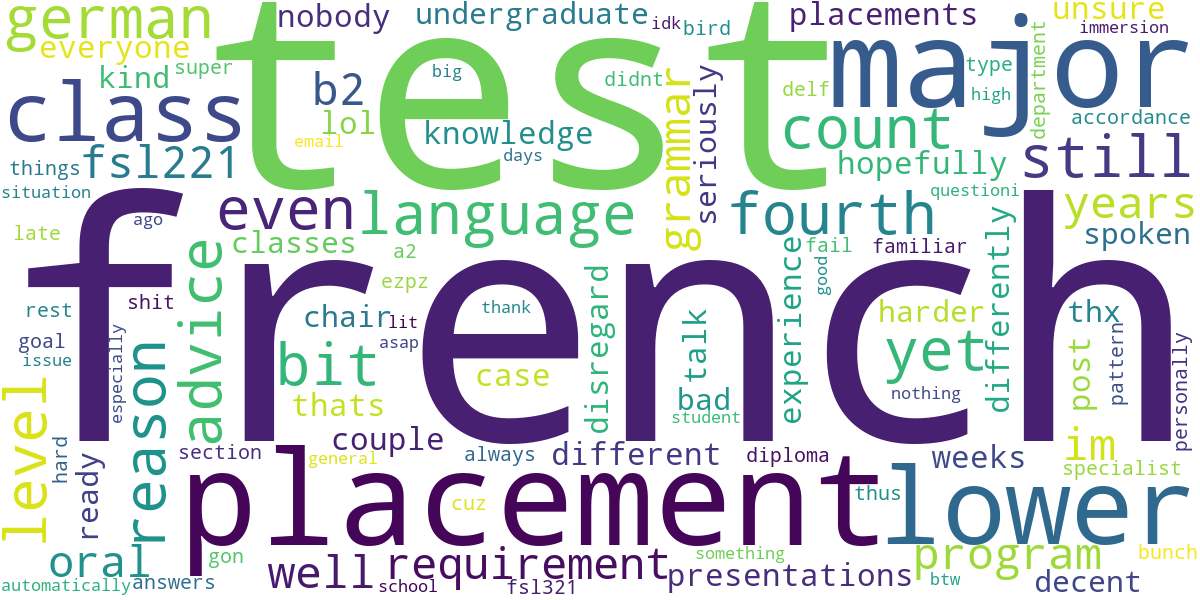 german
nobody
undergraduate
idk
bird
placements
unsure
immersion
everyone
test
major
kind
super
b2
big
didnt
delf
type
high
department
class
lol
knowledge
grammar
seriously
count
accordance
email
days
things
fsl221
hopefully
still
situation
questioni
ago
even
language
fourth
years
late
classes
a2
fail
familiar
spoken
french
advice
ezpz
disregard
experience
good
differently
rest
shit
chair
lit
thank
talk
harder
thx
goal
asap
yet
pattern
personally
issue
especially
reason
bit
case
bad
nothing
post
level
thats
student
hard
ready
section
couple
always
different
diploma
weeks
im
general
specialist
placement
cuz
thus
lower
oral
gon
well
requirement
something
program
bunch
automatically
answers
school
fsl321
presentations
btw
decent